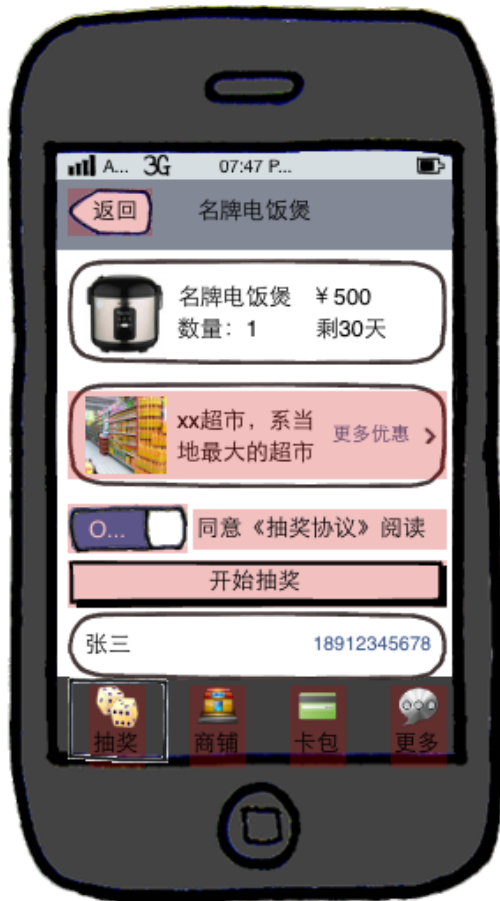 A... 3G 07:47 P...
返回 名牌电饭煲
名牌电饭煲 ¥500
数量：1 剩30天
xx超市，系当
地最大的超市
更多优惠
O... 同意《抽奖协议》阅读
开始抽奖
张三 18912345678
抽奖 商铺 卡包 更多